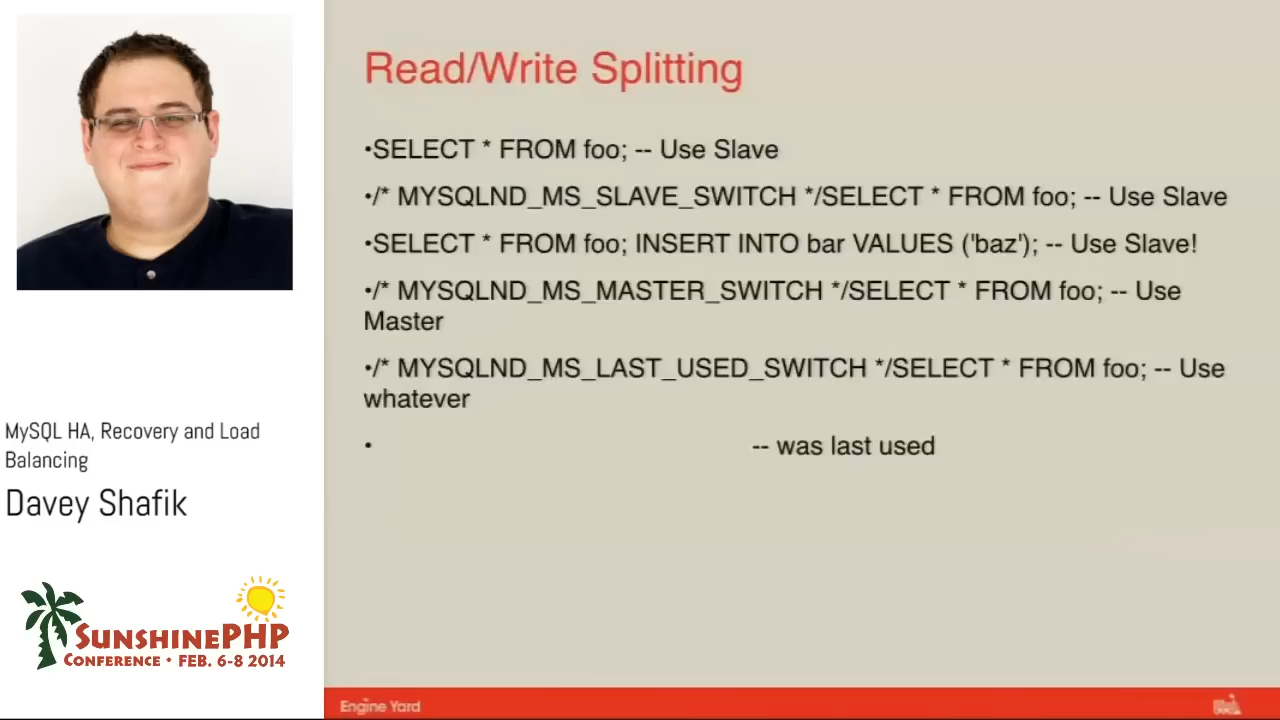 Read/Write Splitting
•SELECT * FROM foo; -- Use Slave
•/* MYSQLND_MS_SLAVE_SWITCH */SELECT * FROM foo; -- Use Slave
•SELECT * FROM foo; INSERT INTO bar VALUES ('baz'); -- Use Slave!
•/* MYSQLND_MS_MASTER_SWITCH */SELECT * FROM foo; -- Use
Master
•/* MYSQLND_MS_LAST_USED_SWITCH */SELECT * FROM foo; -- Use
whatever
• -- was last used
MySQL HA, Recovery and Load
Balancing
Davey Shafik
SUNSHINEPHP
CONFERENCE • FEB. 6-8 2014
Engine Yard